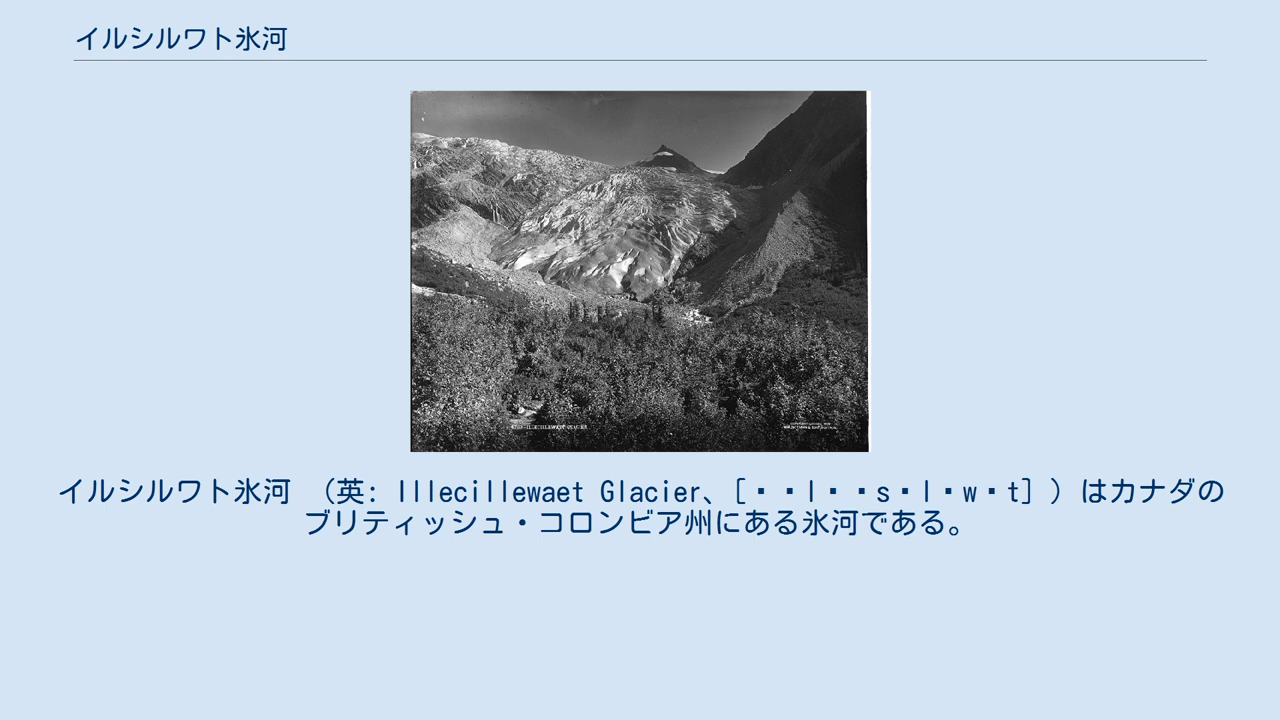 イルシルワト氷河
イルシルワト氷河 （英: Illecillewaet Glacier、[・・l・・s・l・w・t] ）はカナダの
ブリティッシュ・コロンビア州にある氷河である。